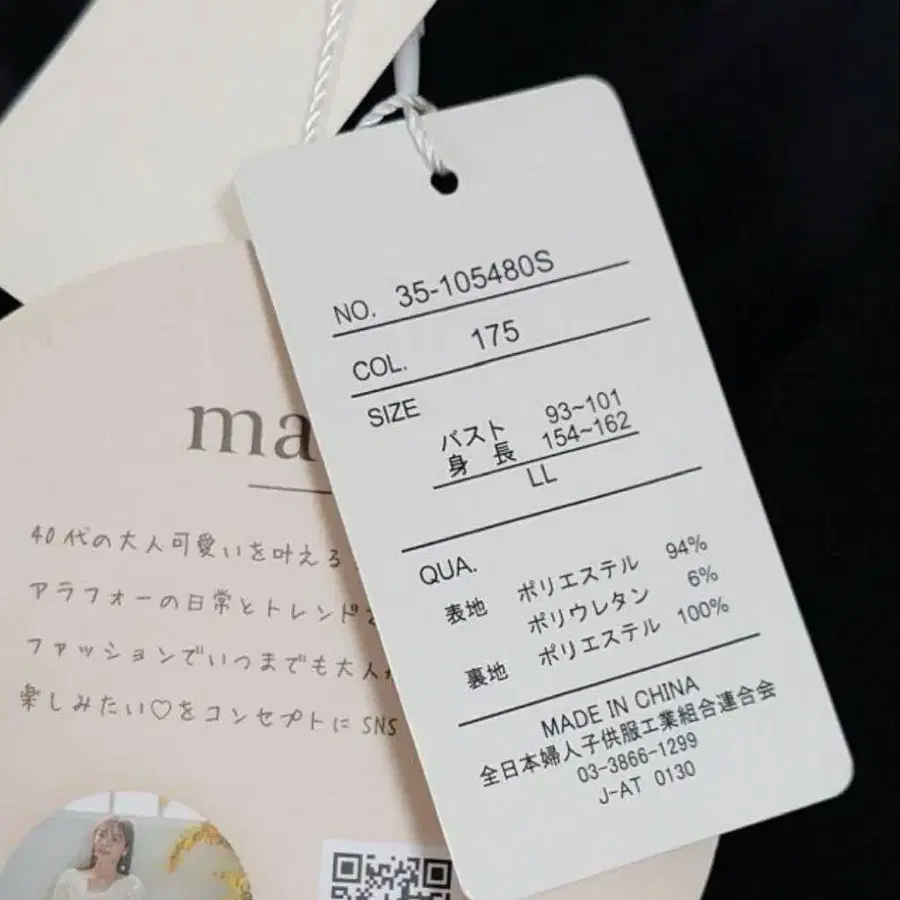 NO. 35-105480S
COL. 175
SIZE
バスト 93~101
身 長 154~162
LL
QUA.
表地 ポリエステル 94%
ポリウレタン 6%
裏地 ポリエステル 100%
MADE IN CHINA
全日本婦人子供服工業組合連合会
03-3866-1299
J-AT 0130
ma
40代の大人可愛いを叶える
アラフォーの日常とトレンド
ファッションでいつまでも大人
楽しみたい♡をコンセプトにSNS